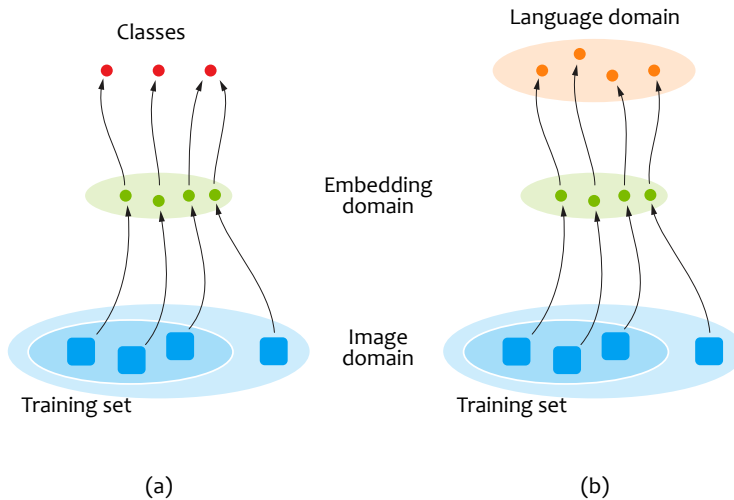 Language domain
Classes
Embedding
domain
Image
domain
Training set
Training set
(a)
(b)